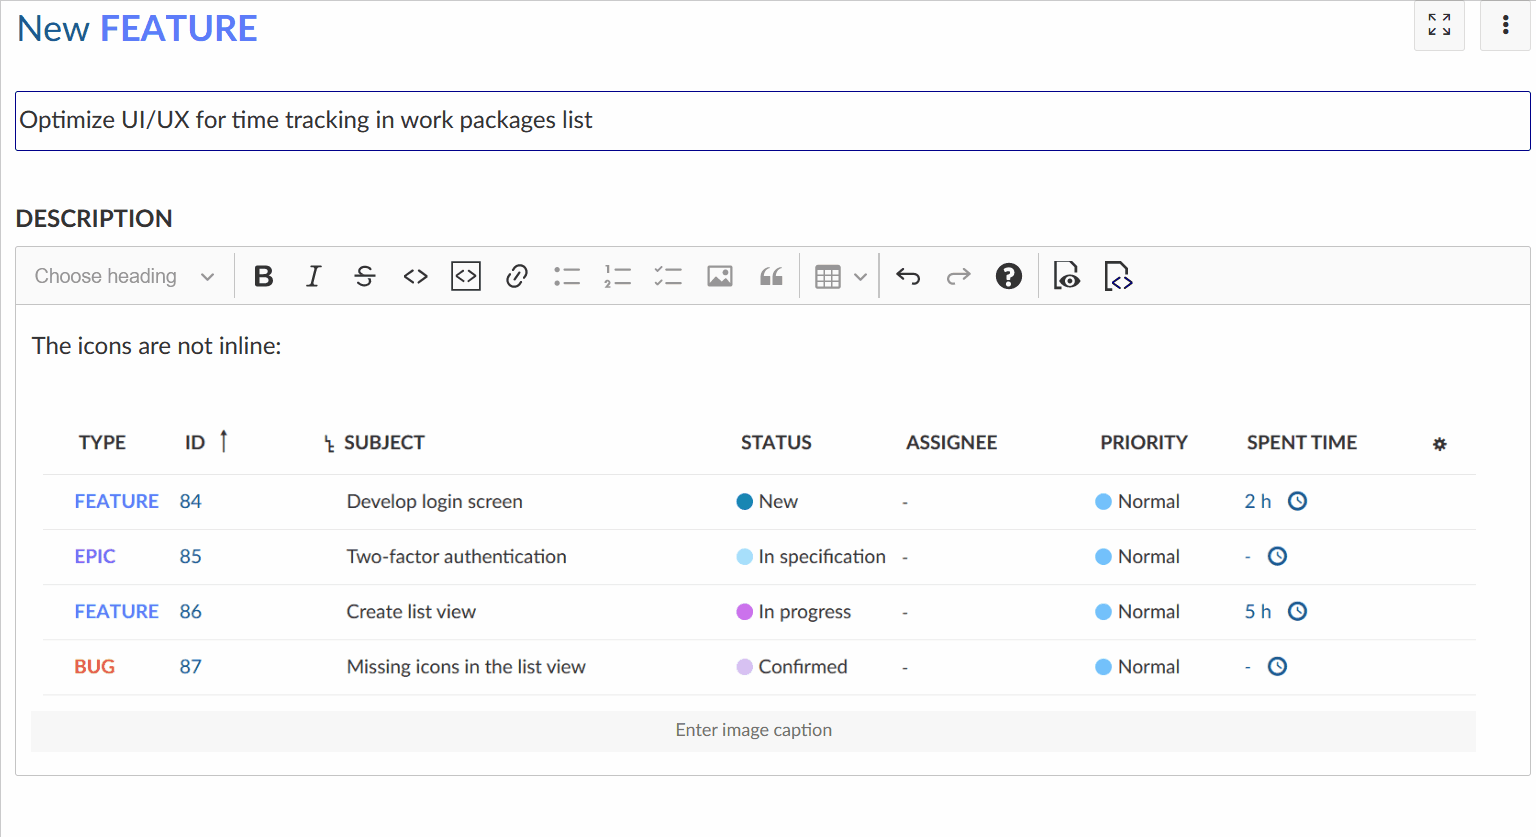 New FEATURE
Optimize UI/UX for time tracking in work packages list
DESCRIPTION
Choose heading
The icons are not inline:
TYPE ID SUBJECT STATUS ASSIGNEE PRIORITY SPENT TIME
FEATURE 84 Develop login screen New - Normal 2 h
EPIC 85 Two-factor authentication In specification - Normal -
FEATURE 86 Create list view In progress - Normal 5 h
BUG 87 Missing icons in the list view Confirmed - Normal -
Enter image caption